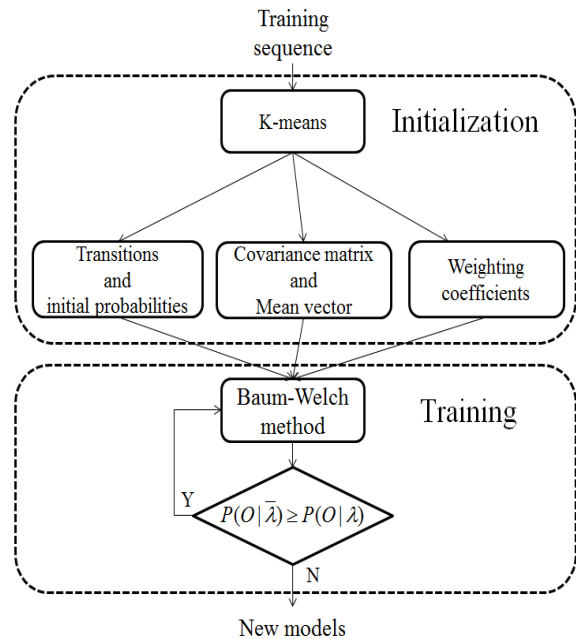 Training
sequence
K-means
Initialization
Transitions
and
initial probabilities
Covariance matrix
and
Mean vector
Weighting
coefficients
Baum-Welch
method
Training
Y
P(O | λ̄) ≥ P(O | λ)
N
New models